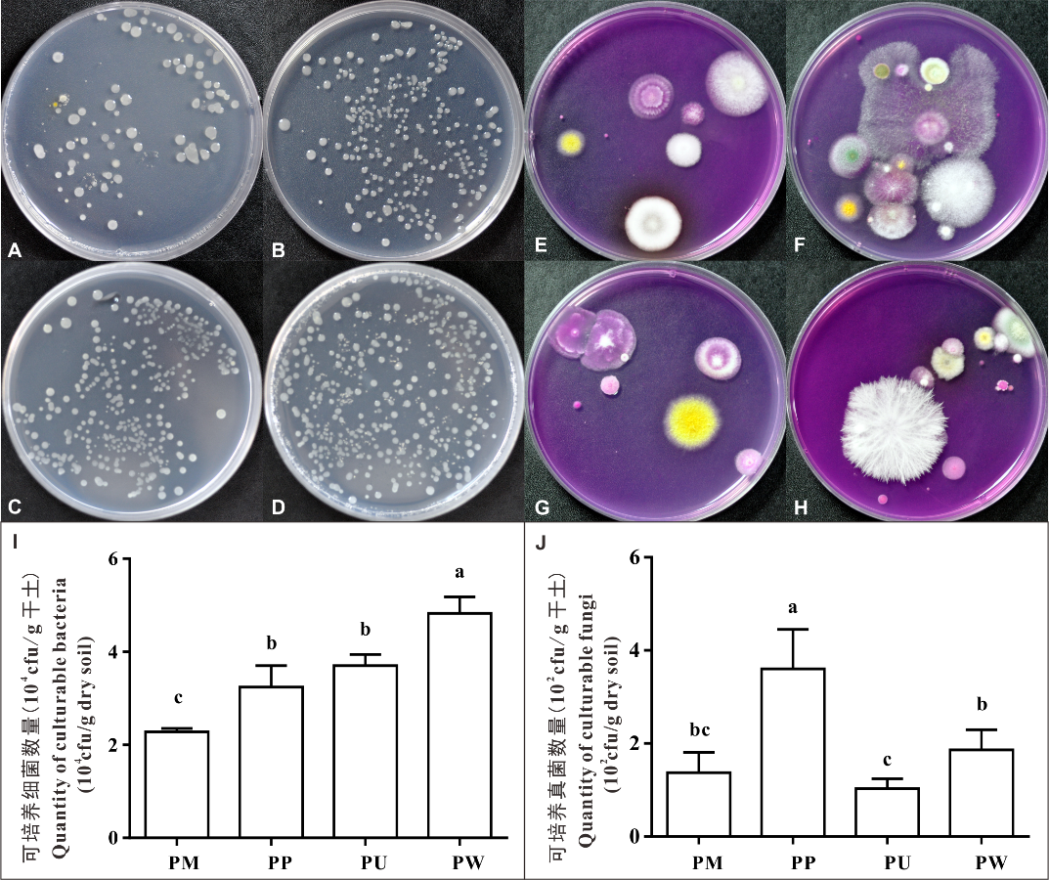 A
B
E
F
C
D
G
H
I
可培养细菌数量(10⁴cfu/g 干土)
Quantity of culturable bacteria
(10⁴cfu/g dry soil)
6
4
2
0
c
b
b
a
PM
PP
PU
PW
J
可培养真菌数量(10²cfu/g 干土)
Quantity of culturable fungi
(10²cfu/g dry soil)
6
4
2
0
bc
a
c
b
PM
PP
PU
PW